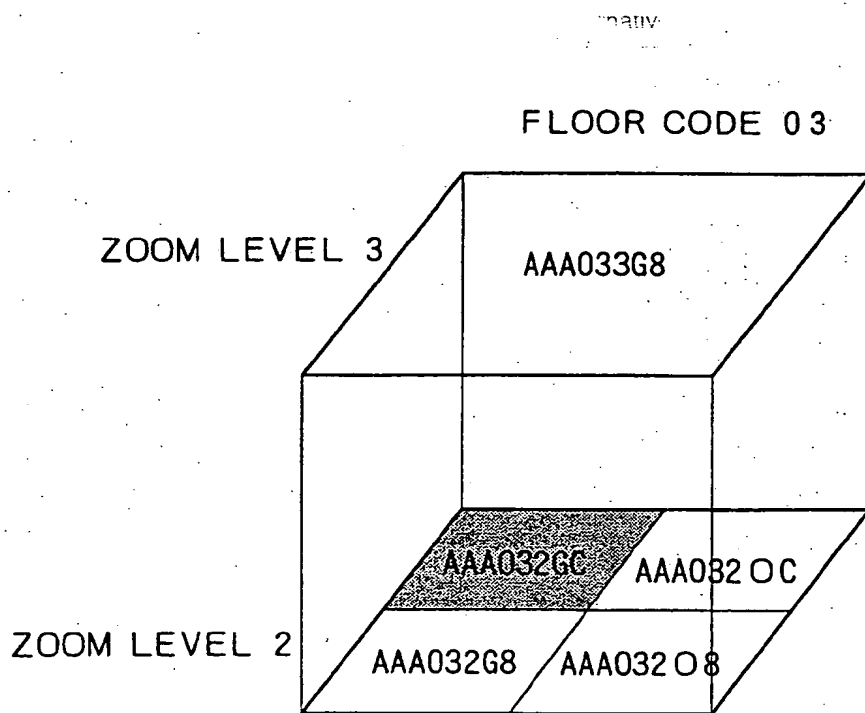 FLOOR CODE 03
ZOOM LEVEL 3
AAA033G8
AAA032GC
AAA032OC
ZOOM LEVEL 2
AAA032G8
AAA032O8